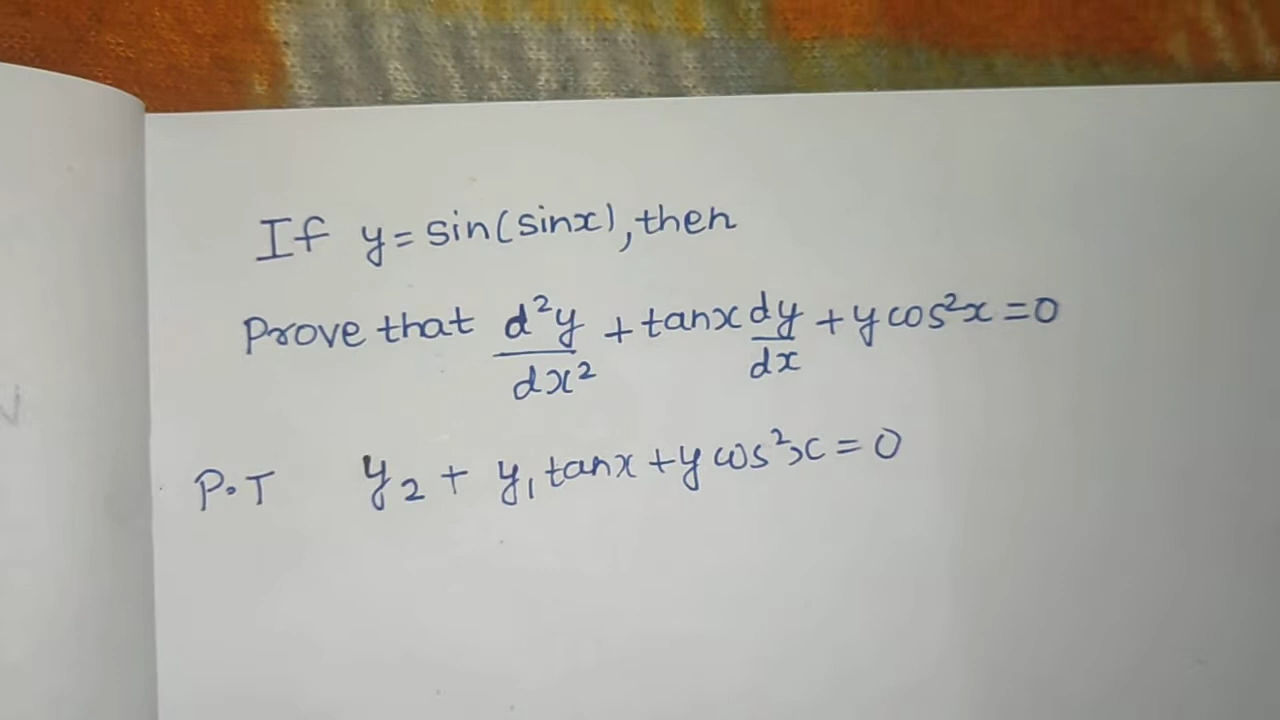 If y = sin(sinx), then
Prove that d²y/dx² + tanx dy/dx + y cos²x = 0
P.T y₂ + y₁ tanx + y cos²x = 0